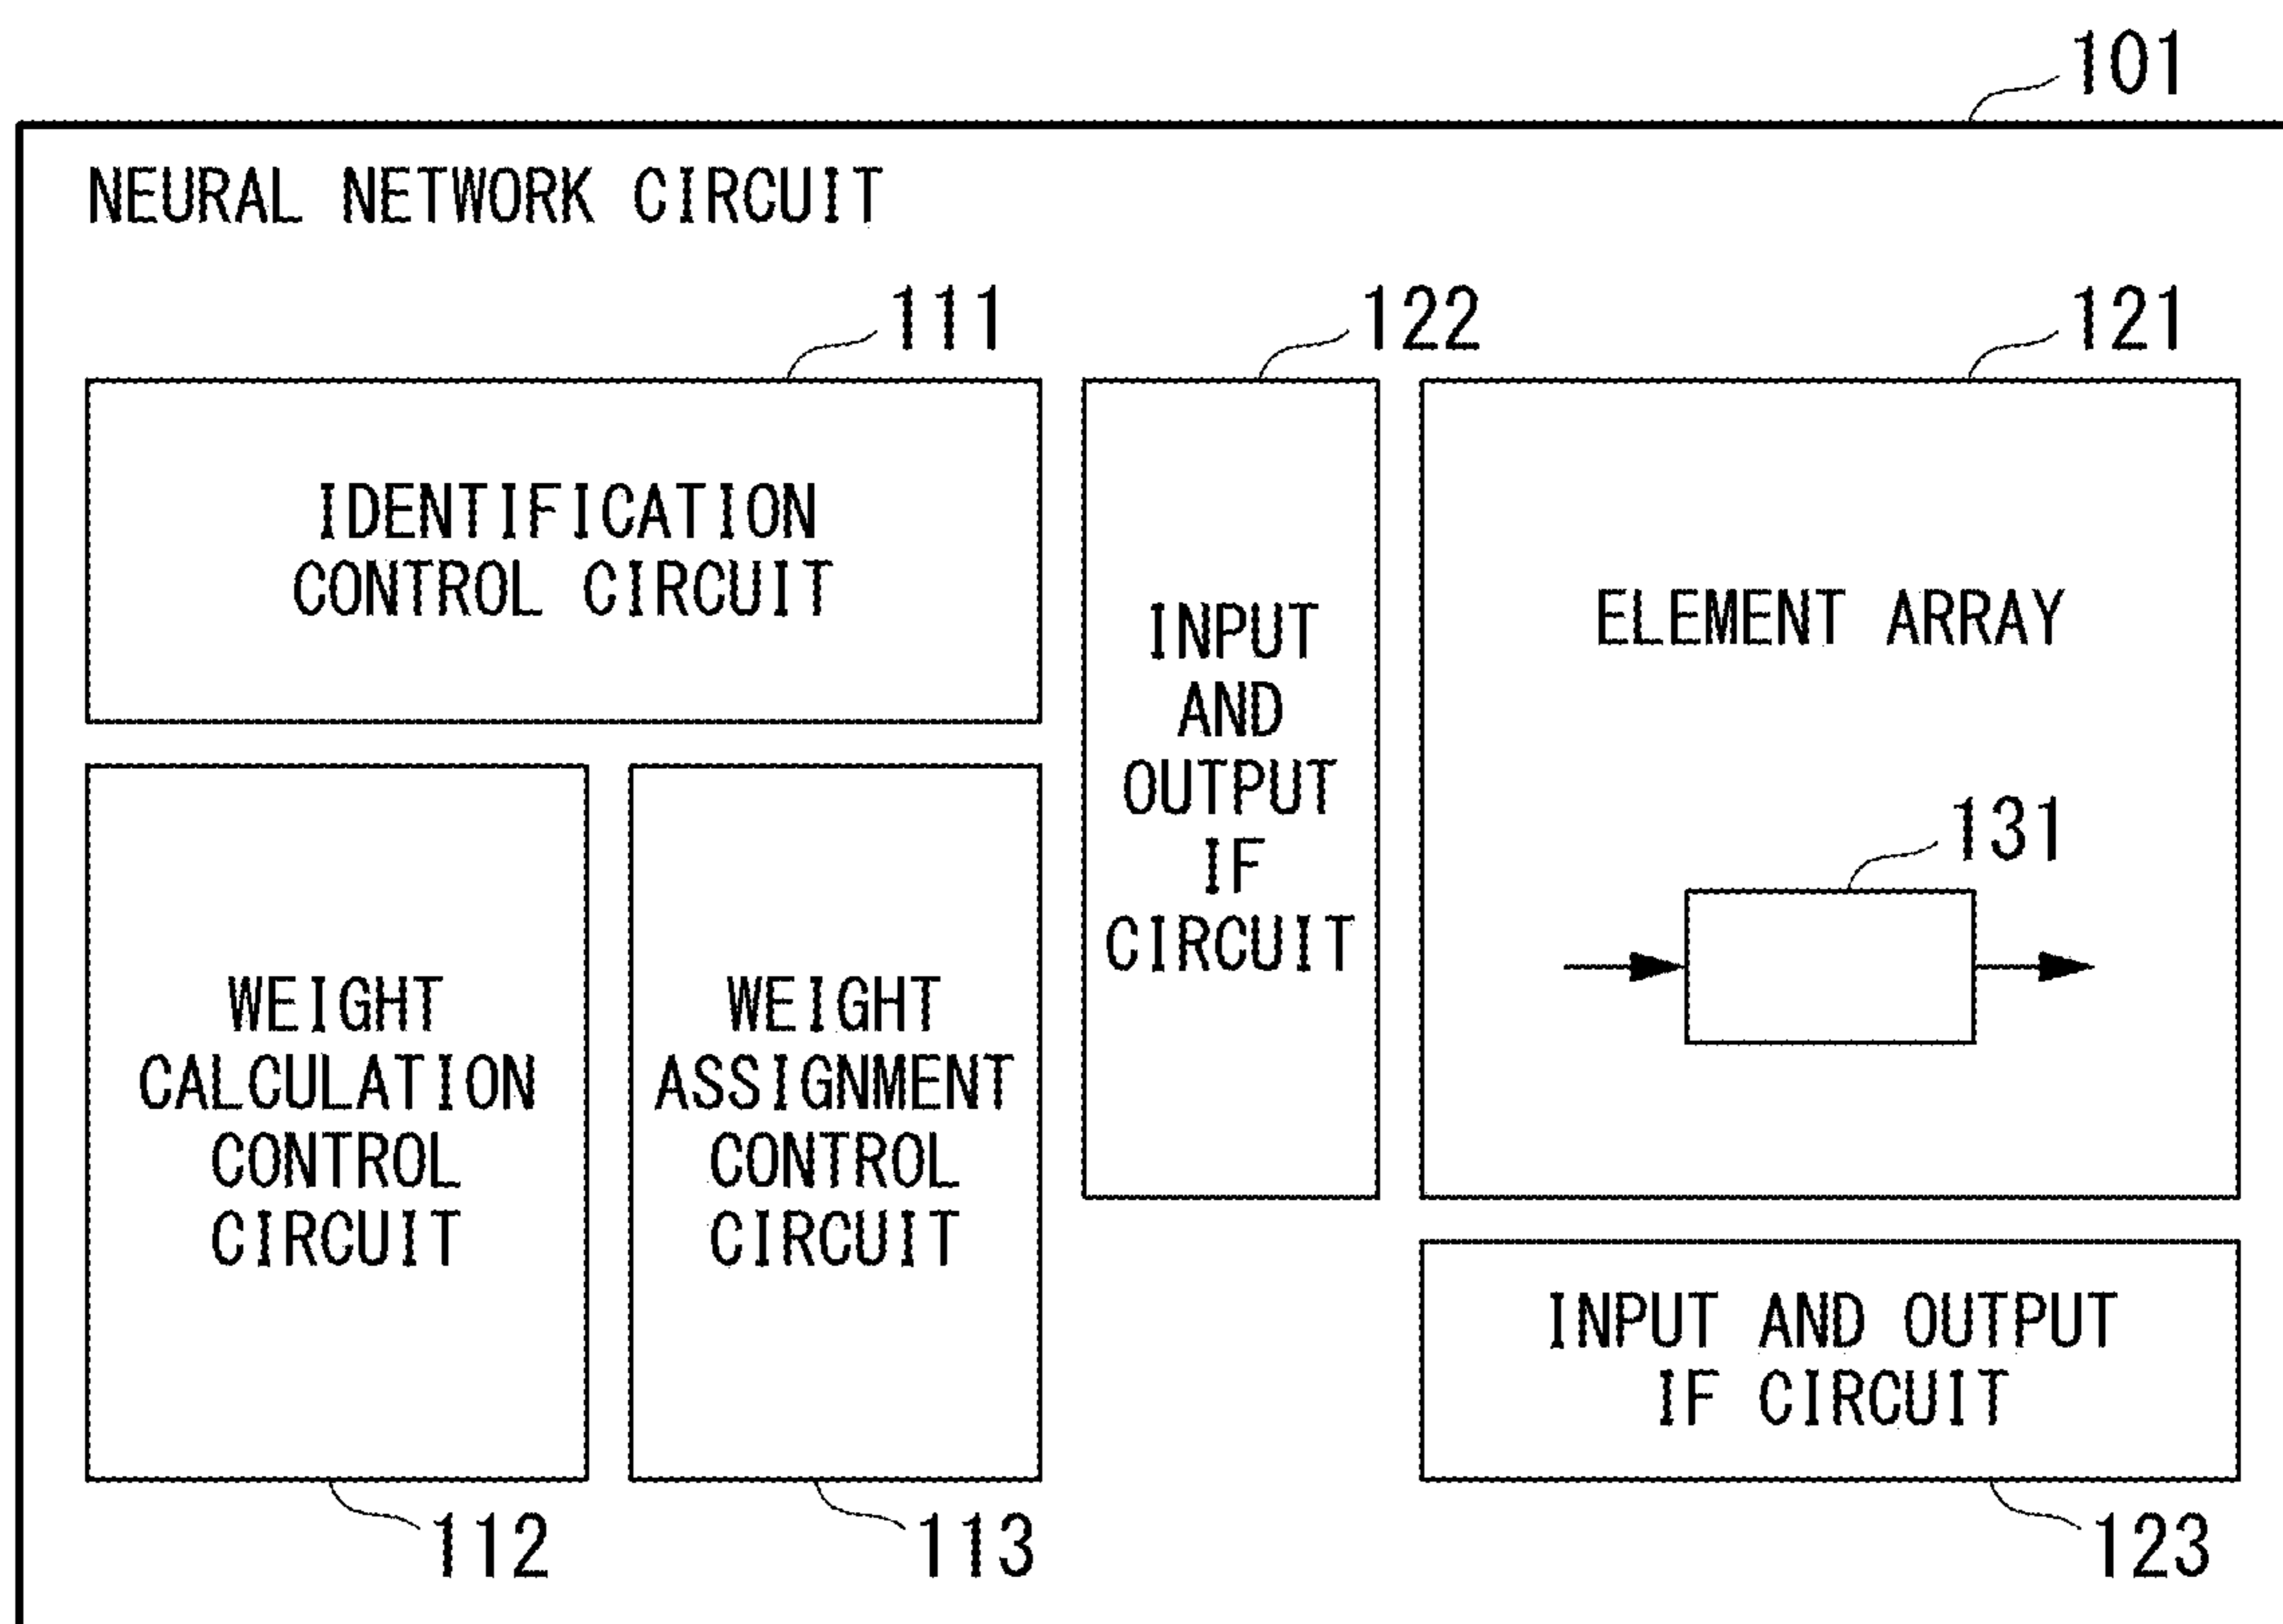 101
NEURAL NETWORK CIRCUIT
111
122
121
IDENTIFICATION
CONTROL CIRCUIT
INPUT
AND
OUTPUT
IF
CIRCUIT
ELEMENT ARRAY
131
WEIGHT
CALCULATION
CONTROL
CIRCUIT
WEIGHT
ASSIGNMENT
CONTROL
CIRCUIT
INPUT AND OUTPUT
IF CIRCUIT
112
113
123